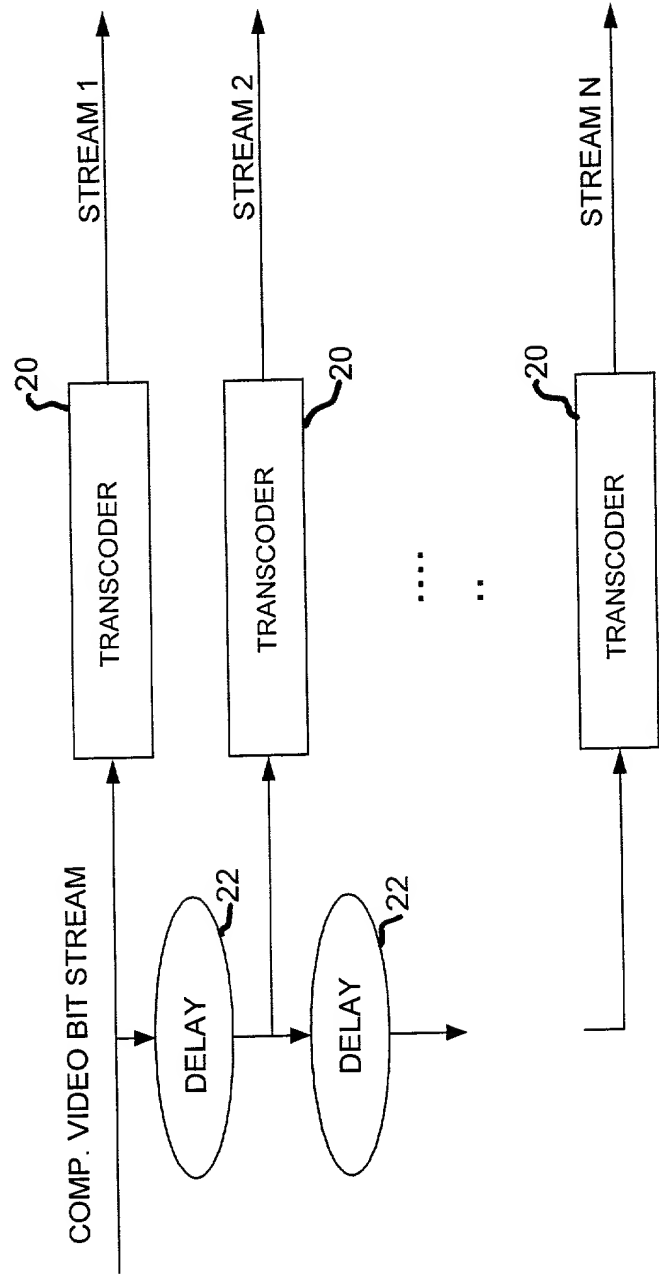 COMP. VIDEO BIT STREAM
TRANSCODER
20
STREAM 1
DELAY
22
TRANSCODER
20
STREAM 2
DELAY
22
....
..
TRANSCODER
20
STREAM N